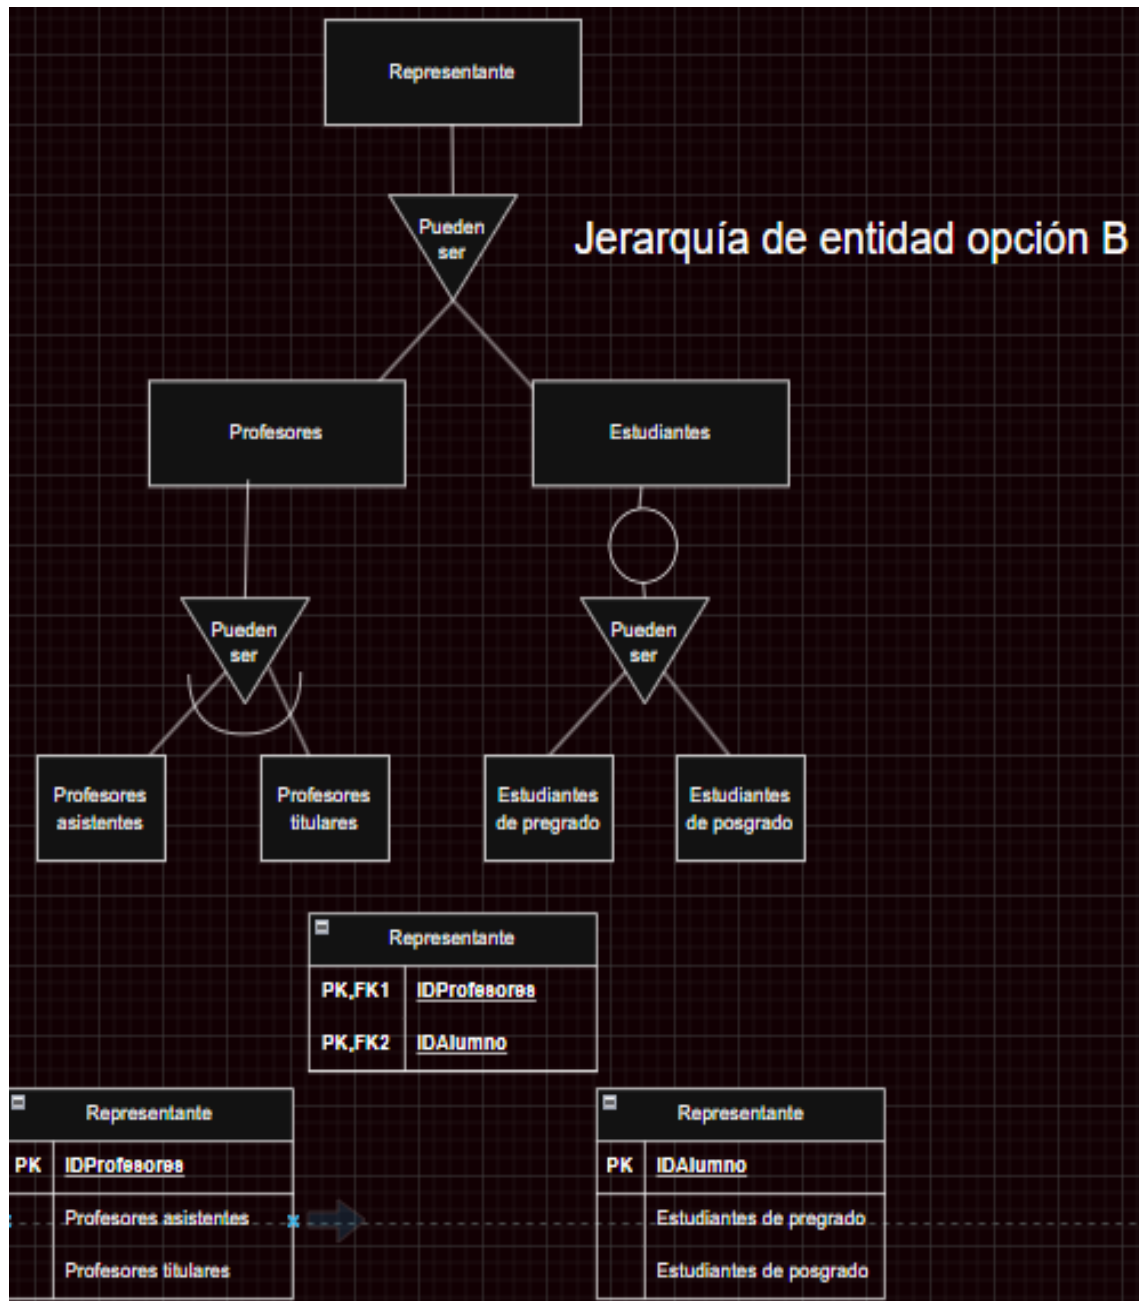 Representante
Pueden
ser
Jerarquía de entidad opción B
Profesores
Estudiantes
Pueden
ser
Pueden
ser
Profesores
asistentes
Profesores
titulares
Estudiantes
de pregrado
Estudiantes
de posgrado
Representante
PK,FK1 IDProfesores
PK,FK2 IDAlumno
Representante
PK IDProfesores
Profesores asistentes
Profesores titulares
Representante
PK IDAlumno
Estudiantes de pregrado
Estudiantes de posgrado